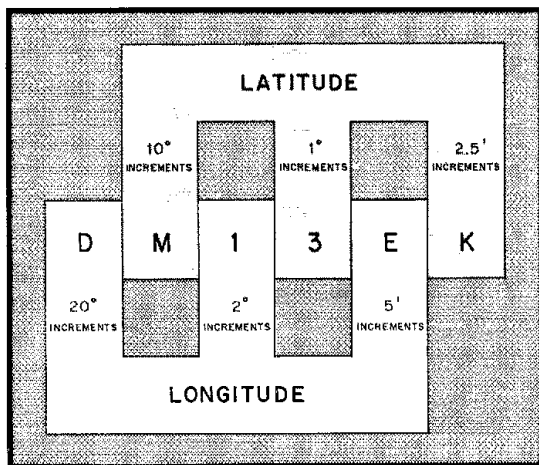 LATITUDE
10° 1° 2.5'
INCREMENTS INCREMENTS INCREMENTS
D M 1 3 E K
20° 2° 5'
INCREMENTS INCREMENTS INCREMENTS
LONGITUDE